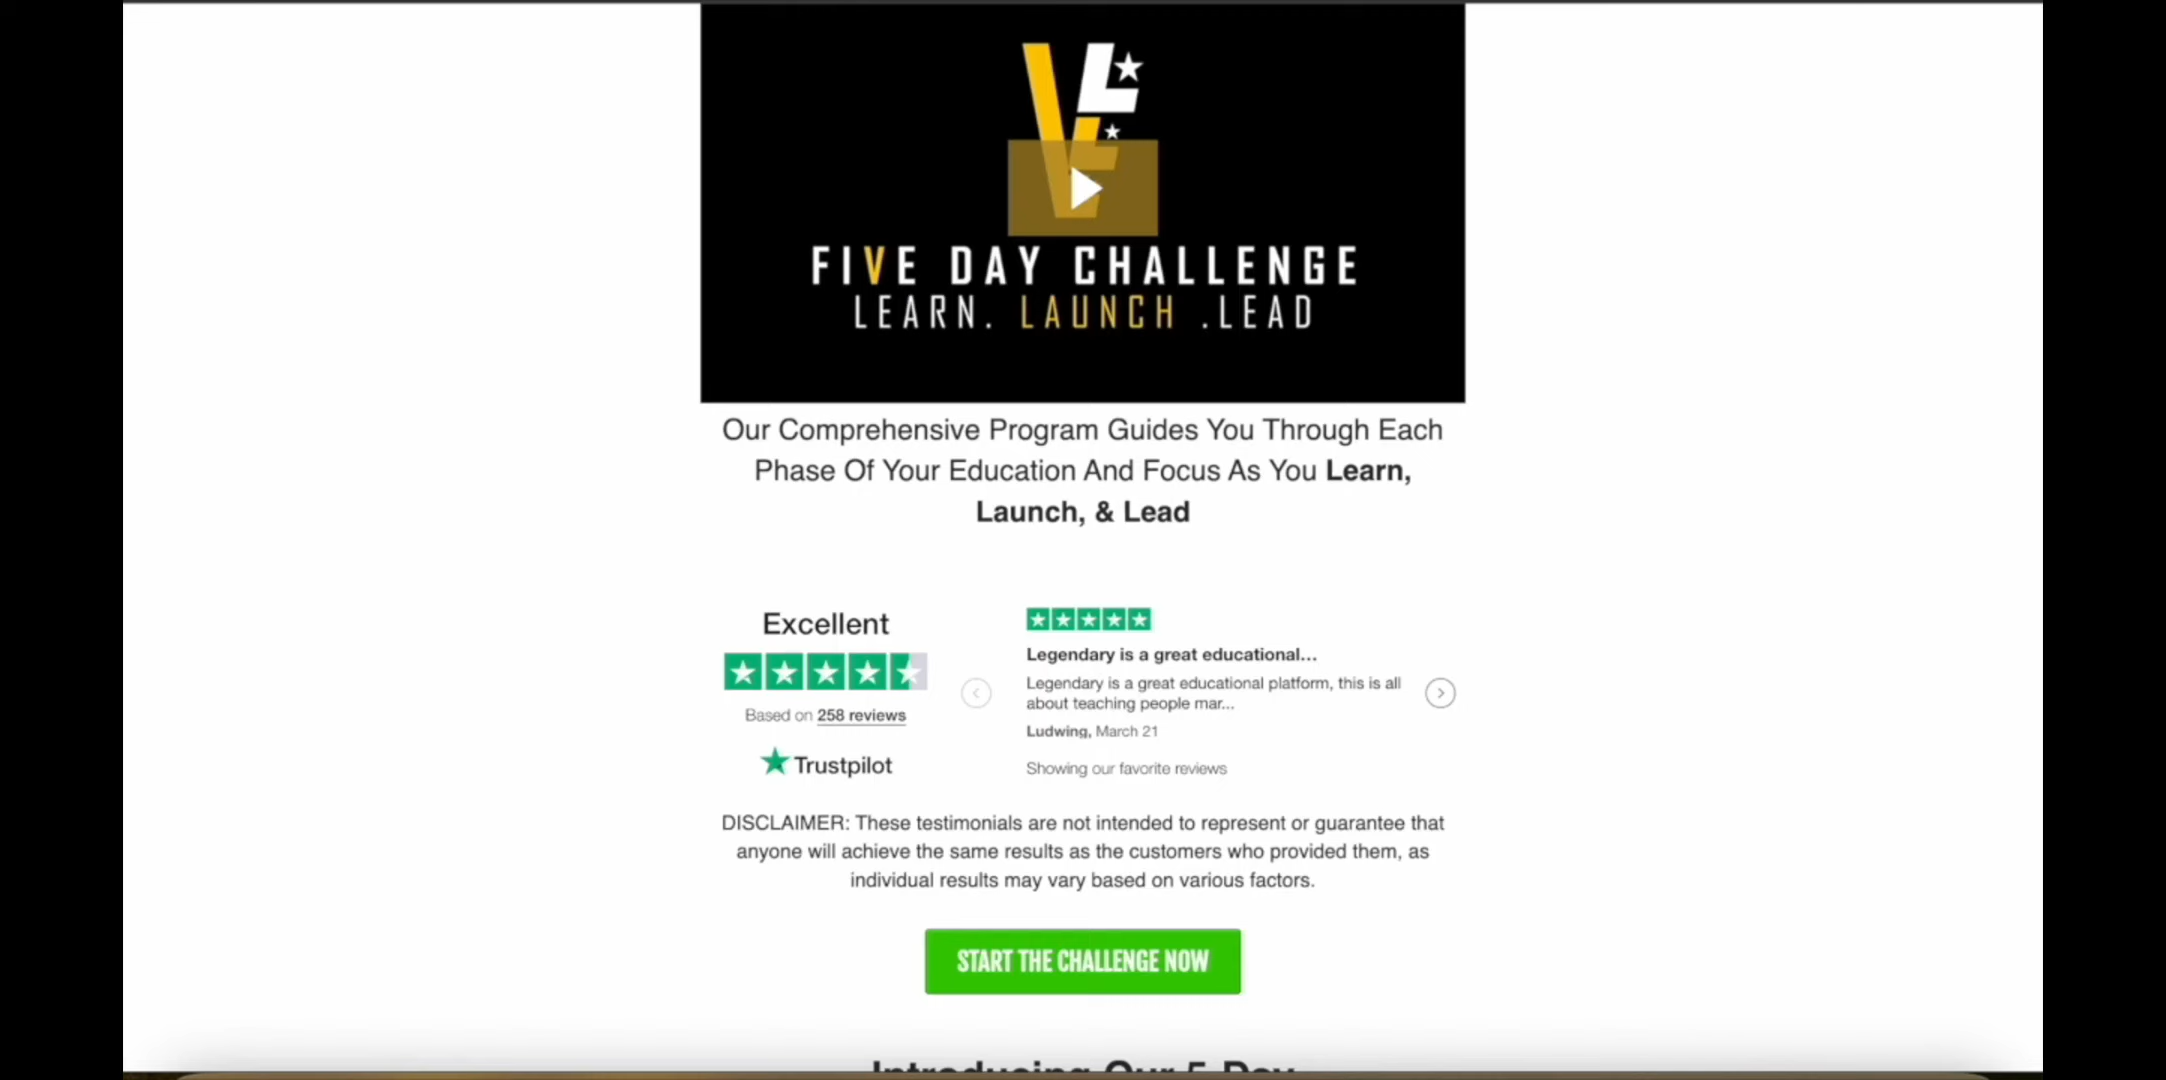 FIVE DAY CHALLENGE
LEARN. LAUNCH .LEAD
Our Comprehensive Program Guides You Through Each
Phase Of Your Education And Focus As You Learn,
Launch, & Lead
Excellent
Based on 258 reviews
Trustpilot
Legendary is a great educational...
Legendary is a great educational platform, this is all
about teaching people mar...
Ludwing, March 21
Showing our favorite reviews
DISCLAIMER: These testimonials are not intended to represent or guarantee that
anyone will achieve the same results as the customers who provided them, as
individual results may vary based on various factors.
START THE CHALLENGE NOW
Introducing Our 5-Day